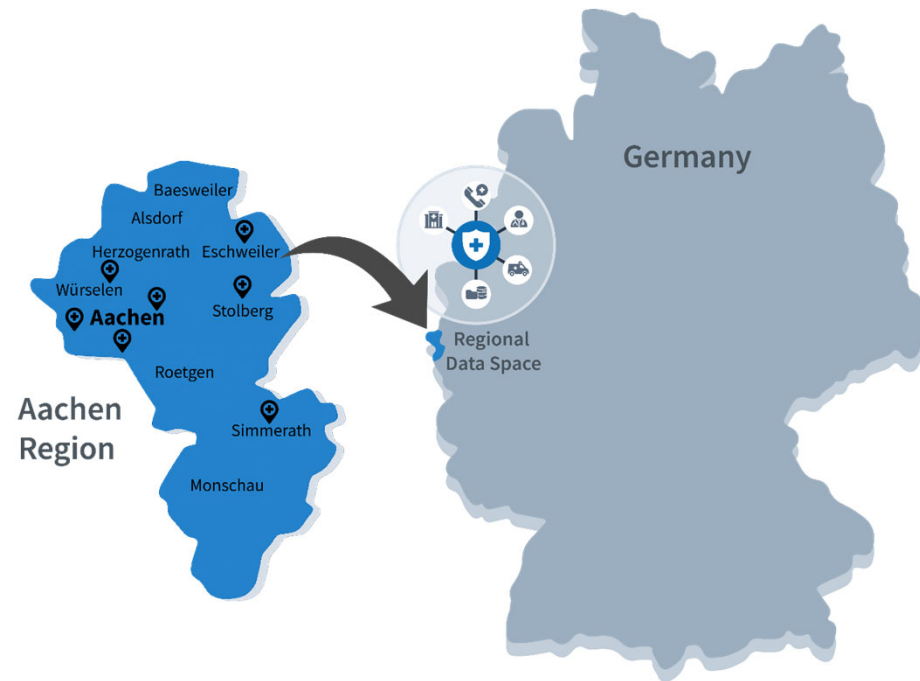 Germany
Baesweiler
Alsdorf
Herzogenrath
Eschweiler
Würselen
Aachen
Stolberg
Regional
Data Space
Roetgen
Aachen
Region
Simmerath
Monschau